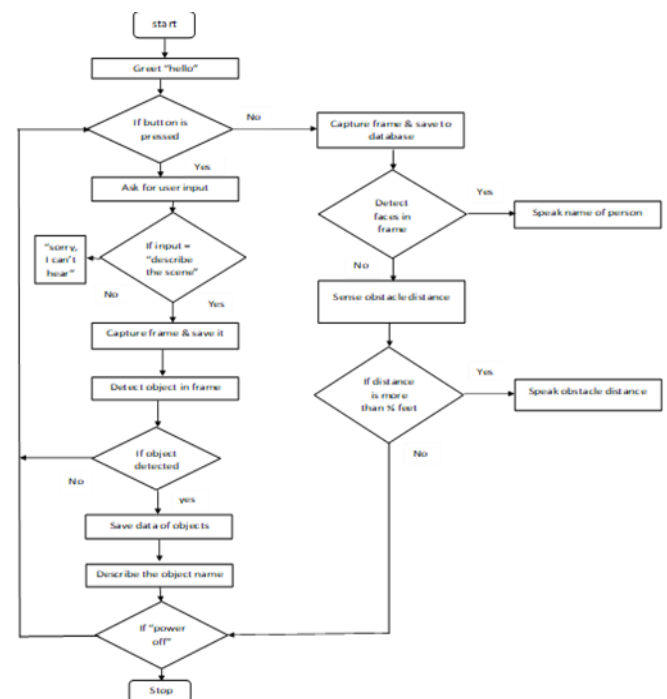 start
Greet “hello”
If button is
pressed
No
Capture frame & save to
database
Yes
Ask for user input
Detect
faces in
frame
Yes
Speak name of person
“sorry,
I can't
hear”
If input =
“describe
the scene”
No
Yes
No
Sense obstacle distance
Capture frame & save it
Detect object in frame
If distance
is more
than ¾ feet
Yes
Speak obstacle distance
No
If object
detected
No
yes
Save data of objects
Describe the object name
If “power
off”
Stop